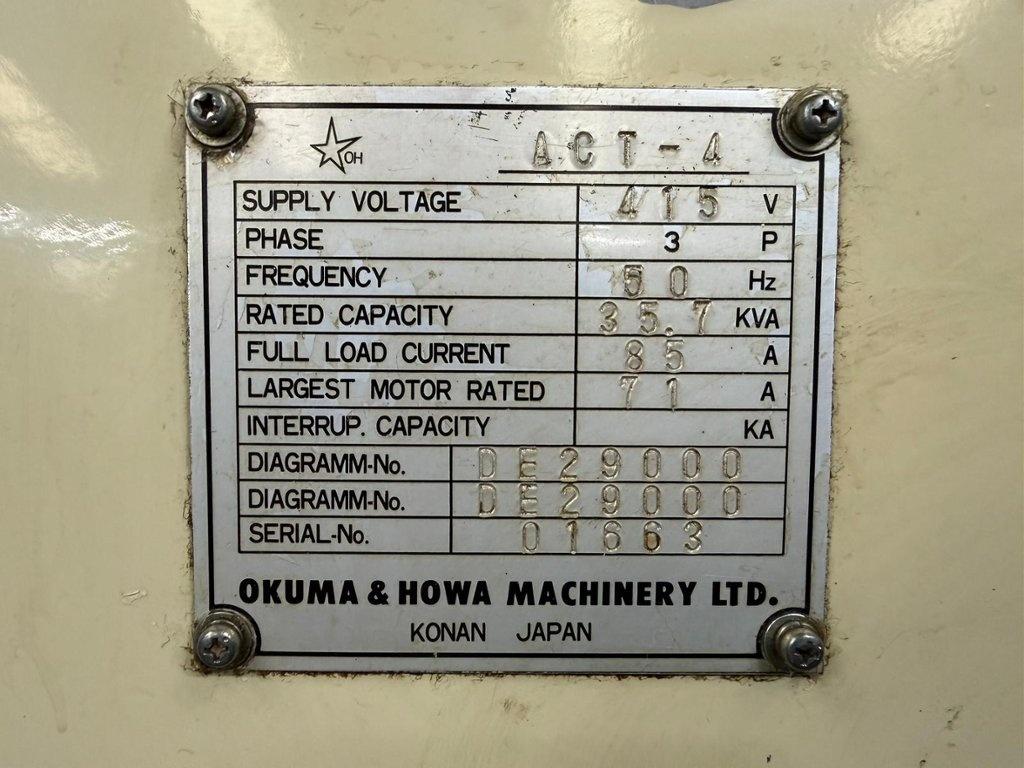 OH ACT-4
SUPPLY VOLTAGE 415 V
PHASE 3 P
FREQUENCY 50 Hz
RATED CAPACITY 35.7 KVA
FULL LOAD CURRENT 85 A
LARGEST MOTOR RATED 71 A
INTERRUP. CAPACITY KA
DIAGRAMM-No. DE29000
DIAGRAMM-No. DE29000
SERIAL-No. 01663
OKUMA & HOWA MACHINERY LTD.
KONAN JAPAN